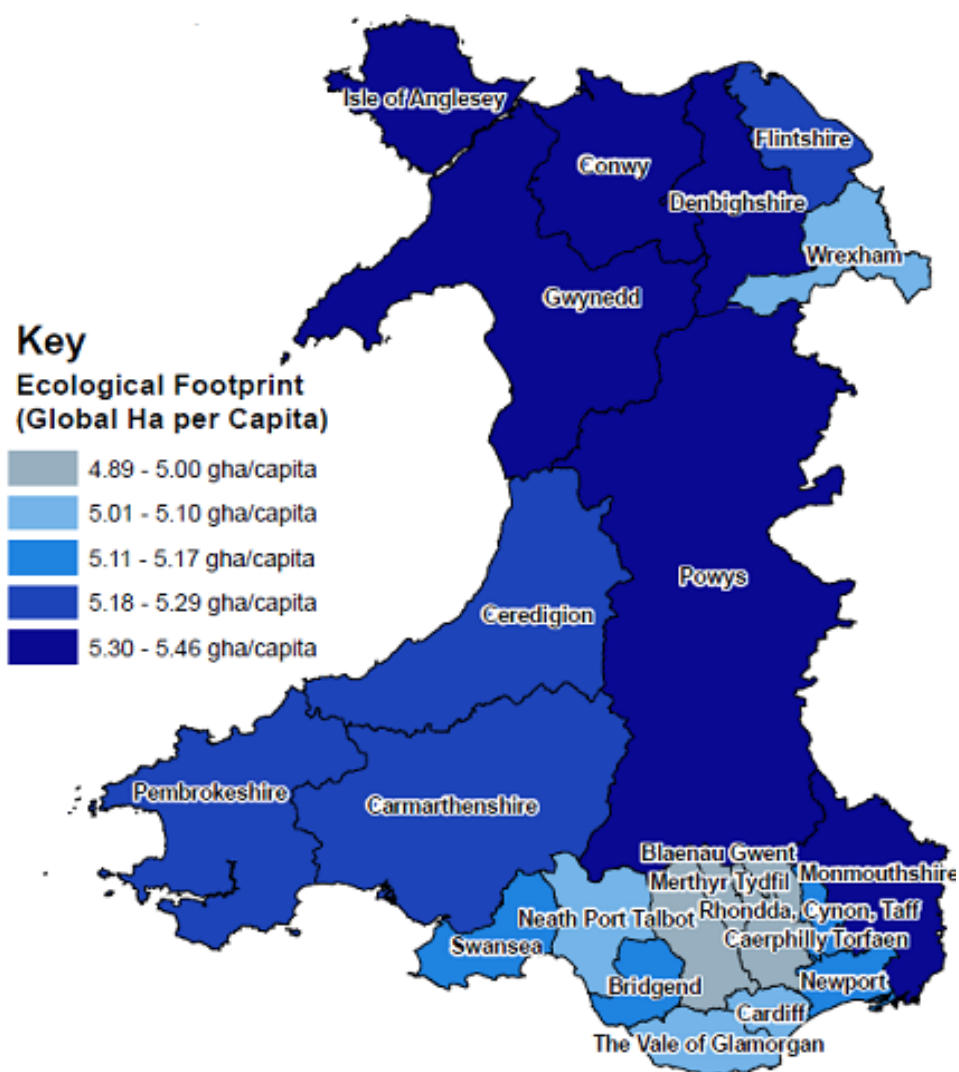 Isle of Anglesey
Flintshire
Conwy
Denbighshire
Wrexham
Gwynedd
Key
Ecological Footprint
(Global Ha per Capita)
4.89 - 5.00 gha/capita
5.01 - 5.10 gha/capita
5.11 - 5.17 gha/capita
5.18 - 5.29 gha/capita
5.30 - 5.46 gha/capita
Powys
Ceredigion
Pembrokeshire
Carmarthenshire
Blaenau Gwent
Monmouthshire
Merthyr Tydfil
Rhondda, Cynon, Taff
Neath Port Talbot
Caerphilly Torfaen
Swansea
Newport
Bridgend
Cardiff
The Vale of Glamorgan